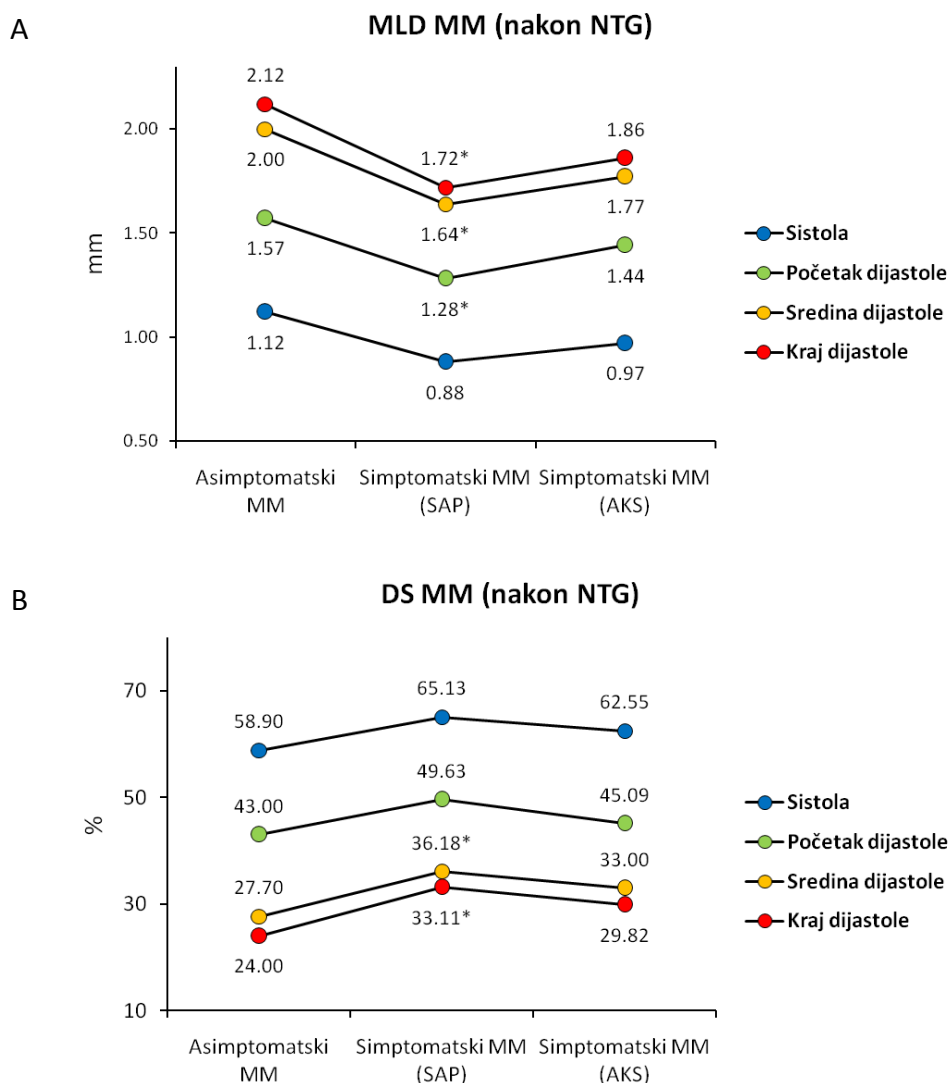 A
MLD MM (nakon NTG)
2.12
2.00
1.86
2.00
1.72*
1.77
1.50
mm
1.57
1.64*
1.44
1.28*
1.00
1.12
0.88
0.97
0.50
Asimptomatski MM
Simptomatski MM (SAP)
Simptomatski MM (AKS)
Sistola
Početak dijastole
Sredina dijastole
Kraj dijastole
B
DS MM (nakon NTG)
70
58.90
65.13
62.55
50
%
43.00
49.63
45.09
36.18*
33.00
27.70
30
33.11*
29.82
24.00
10
Asimptomatski MM
Simptomatski MM (SAP)
Simptomatski MM (AKS)
Sistola
Početak dijastole
Sredina dijastole
Kraj dijastole